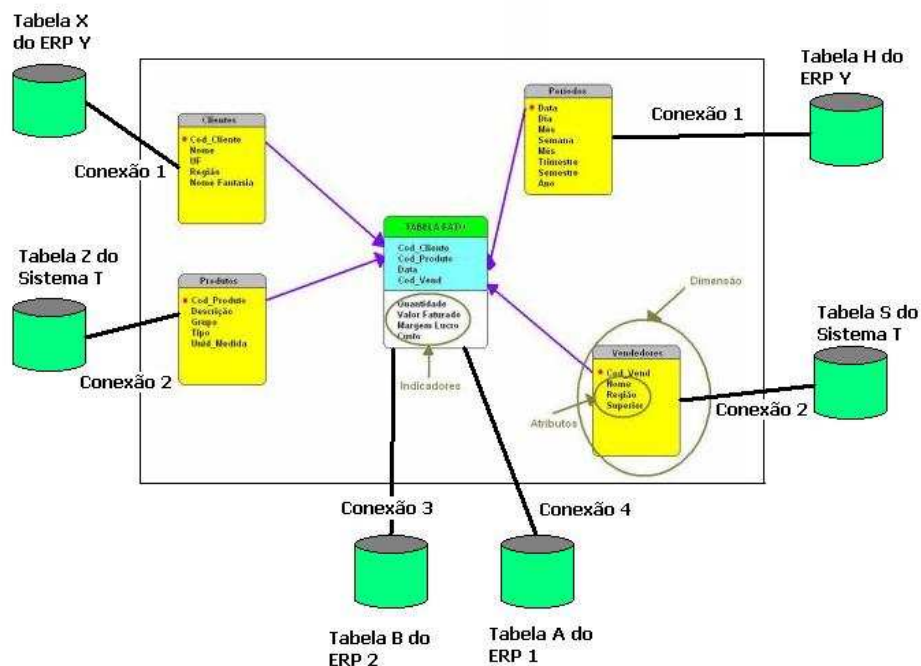 Tabela X
do ERP Y
Conexão 1
Tabela Z do
Sistema T
Conexão 2
Clientes
Cod_Cliente
Nome
UF
Região
Nome Fantasia
Produtos
Cod_Produto
Descrição
Grupo
Tipo
Unid_Medida
TABELA FATO
Cod_Cliente
Cod_Produto
Data
Cod_Vend
Quantidade
Valor Faturado
Margem Lucro
Custo
Indicadores
Períodos
Data
Dia
Mês
Semana
Mês
Trimestre
Semestre
Ano
Conexão 1
Tabela H do
ERP Y
Dimensão
Vendedores
Cod_Vend
Nome
Região
Superior
Atributos
Tabela S do
Sistema T
Conexão 2
Conexão 3
Conexão 4
Tabela B do
ERP 2
Tabela A do
ERP 1